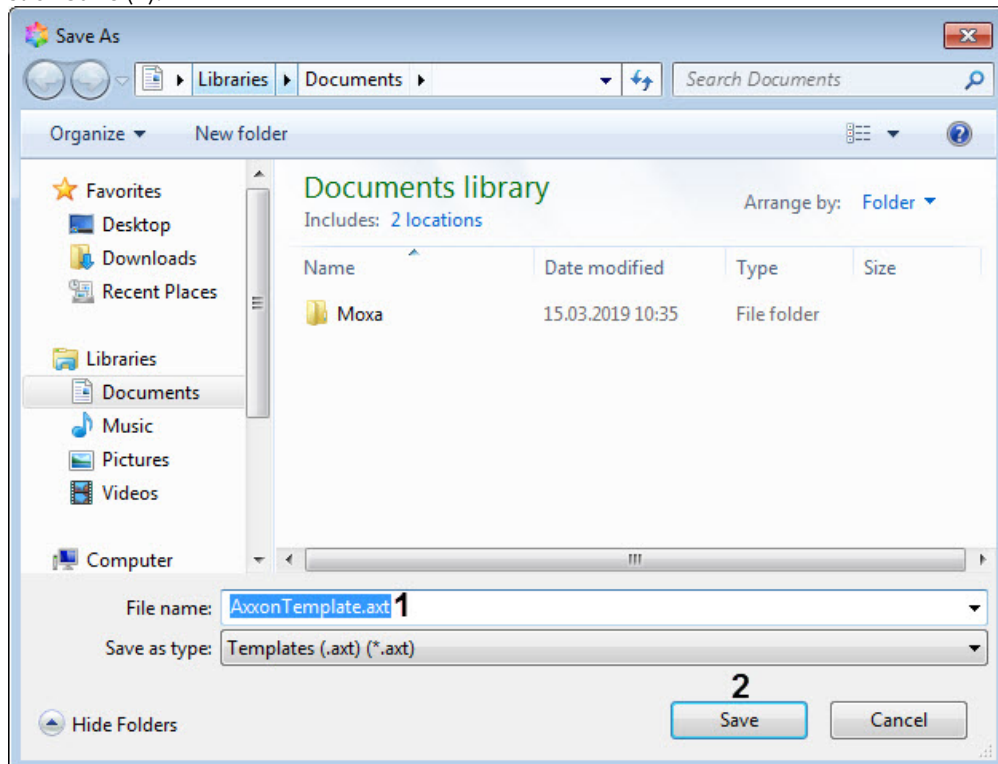 Save As
Libraries Documents Search Documents
Organize New folder
Favorites
Desktop
Downloads
Recent Places
Libraries
Documents
Music
Pictures
Videos
Computer
Documents library
Includes: 2 locations
Arrange by: Folder
Name Date modified Type Size
Moxa 15.03.2019 10:35 File folder
File name: AxxonTemplate.axt 1
Save as type: Templates (.axt) (*.axt)
2
Hide Folders Save Cancel